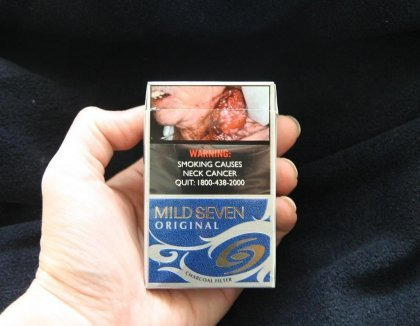 WARNING:
SMOKING CAUSES
NECK CANCER
QUIT: 1800-438-2000
MILD SEVEN
ORIGINAL
CHARCOAL FILTER